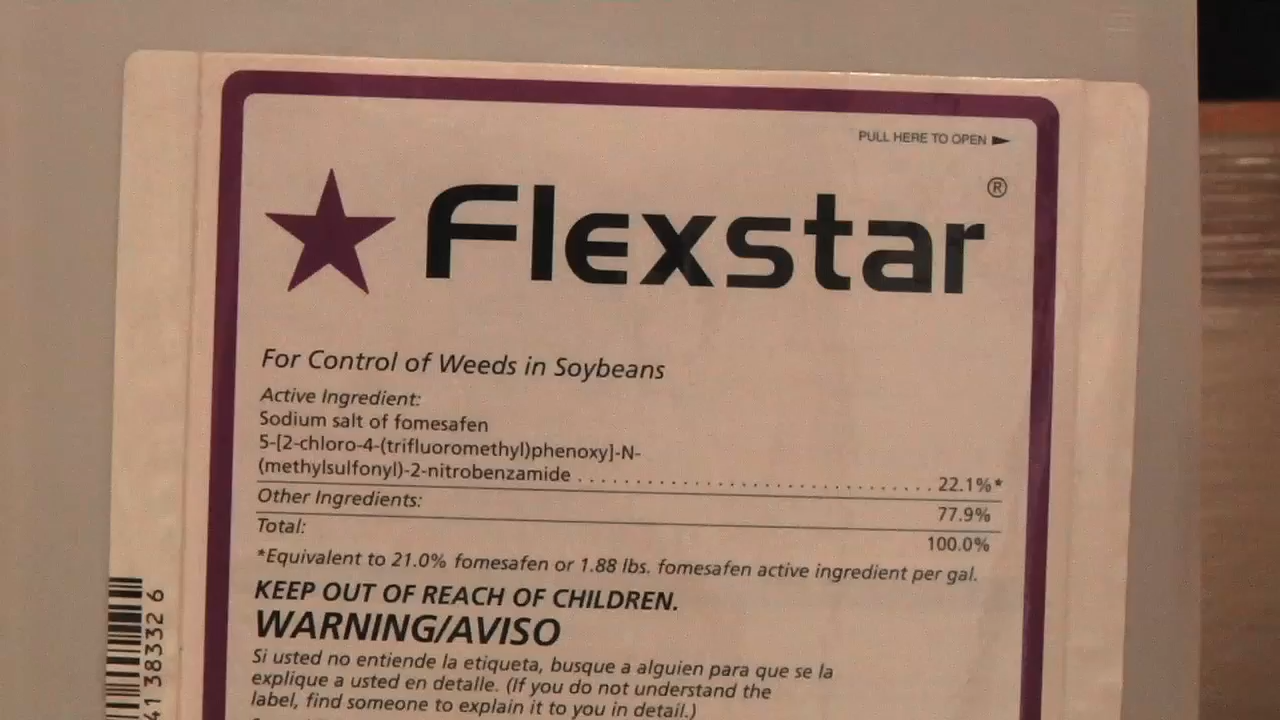 PULL HERE TO OPEN
Flexstar®
For Control of Weeds in Soybeans
Active Ingredient:
Sodium salt of fomesafen
5-[2-chloro-4-(trifluoromethyl)phenoxy]-N-
(methylsulfonyl)-2-nitrobenzamide . . . . . . . . . . . . . . . . . . . . . . . . . . . . . . . . 22.1%*
Other Ingredients: 77.9%
Total: 100.0%
*Equivalent to 21.0% fomesafen or 1.88 lbs. fomesafen active ingredient per gal.
KEEP OUT OF REACH OF CHILDREN.
WARNING/AVISO
Si usted no entiende la etiqueta, busque a alguien para que se la
explique a usted en detalle. (If you do not understand the
label, find someone to explain it to you in detail.)
41 38332 6